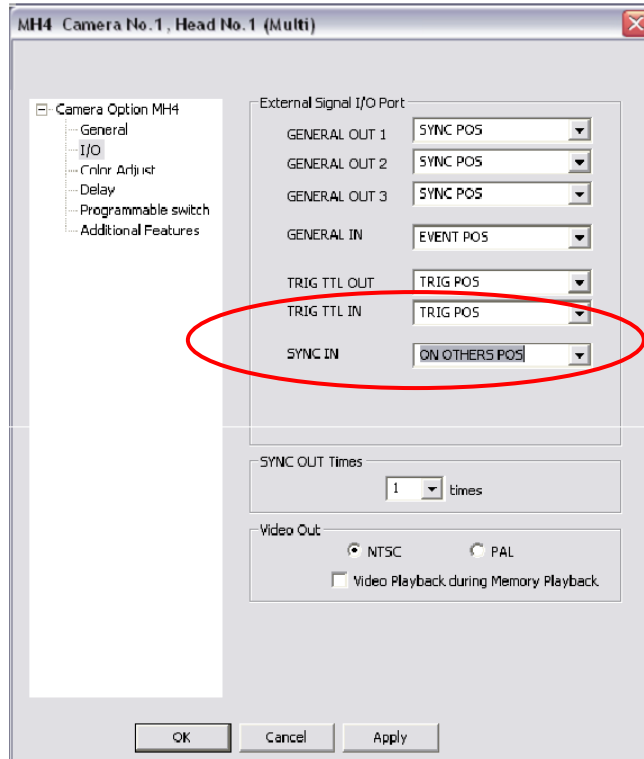 MH4 Camera No.1, Head No.1 (Multi)
Camera Option MH4
General
I/O
Color Adjust
Delay
Programmable switch
Additional Features
External Signal I/O Port
GENERAL OUT 1 SYNC POS
GENERAL OUT 2 SYNC POS
GENERAL OUT 3 SYNC POS
GENERAL IN EVENT POS
TRIG TTL OUT TRIG POS
TRIG TTL IN TRIG POS
SYNC IN ON OTHERS POS
SYNC OUT Times
1 times
Video Out
NTSC PAL
Video Playback during Memory Playback
OK Cancel Apply